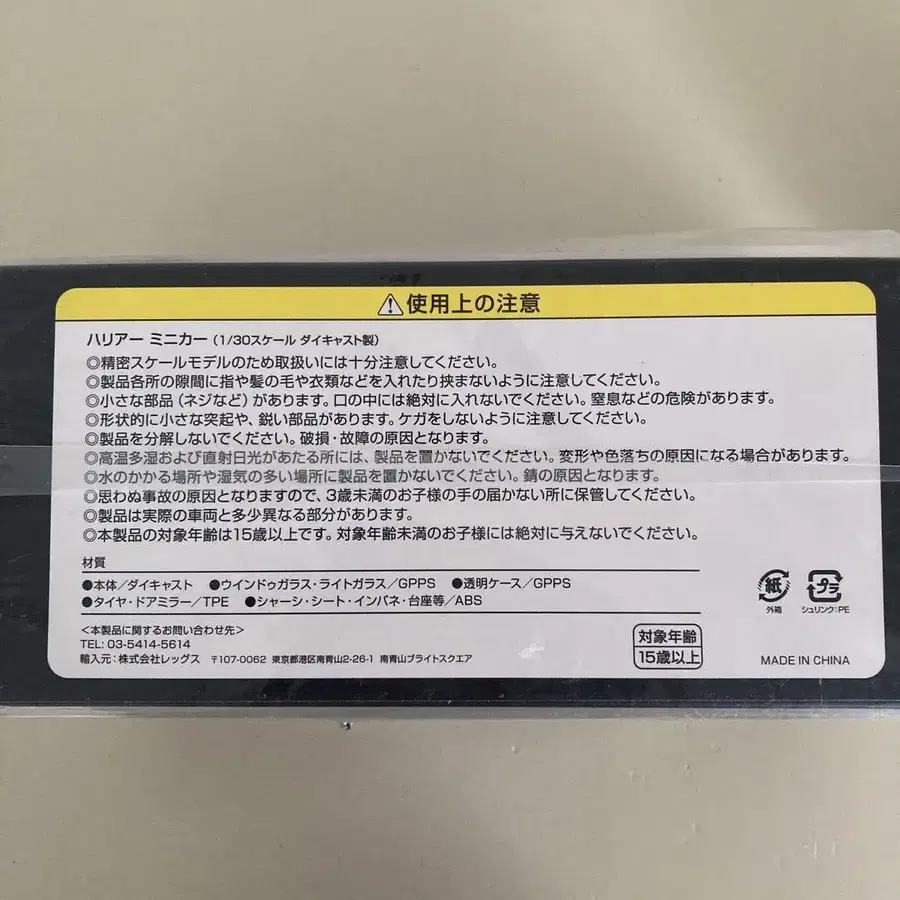 ⚠使用上の注意
ハリアー ミニカー(1/30スケール ダイキャスト製)
◎精密スケールモデルのため取扱いには十分注意してください。
◎製品各所の隙間に指や髪の毛や衣類などを入れたり挟まないように注意してください。
◎小さな部品(ネジなど)があります。口の中には絶対に入れないでください。窒息などの危険があります。
◎形状的に小さな突起や、鋭い部品があります。ケガをしないように注意してください。
◎製品を分解しないでください。破損・故障の原因となります。
◎高温多湿および直射日光があたる所には、製品を置かないでください。変形や色落ちの原因になる場合があります。
◎水のかかる場所や湿気の多い場所に製品を置かないでください。錆の原因となります。
◎思わぬ事故の原因となりますので、3歳未満のお子様の手の届かない所に保管してください。
◎製品は実際の車両と多少異なる部分があります。
◎本製品の対象年齢は15歳以上です。対象年齢未満のお子様には絶対に与えないでください。
材質
●本体/ダイキャスト ●ウインドゥガラス・ライトガラス/GPPS ●透明ケース/GPPS
●タイヤ・ドアミラー/TPE ●シャーシ・シート・インパネ・台座等/ABS
紙 プラ
外箱 シュリンク:PE
<本製品に関するお問い合わせ先>
TEL: 03-5414-5614
輸入元:株式会社レッグス 〒107-0062 東京都港区南青山2-26-1 南青山ブライトスクエア
対象年齢
15歳以上
MADE IN CHINA